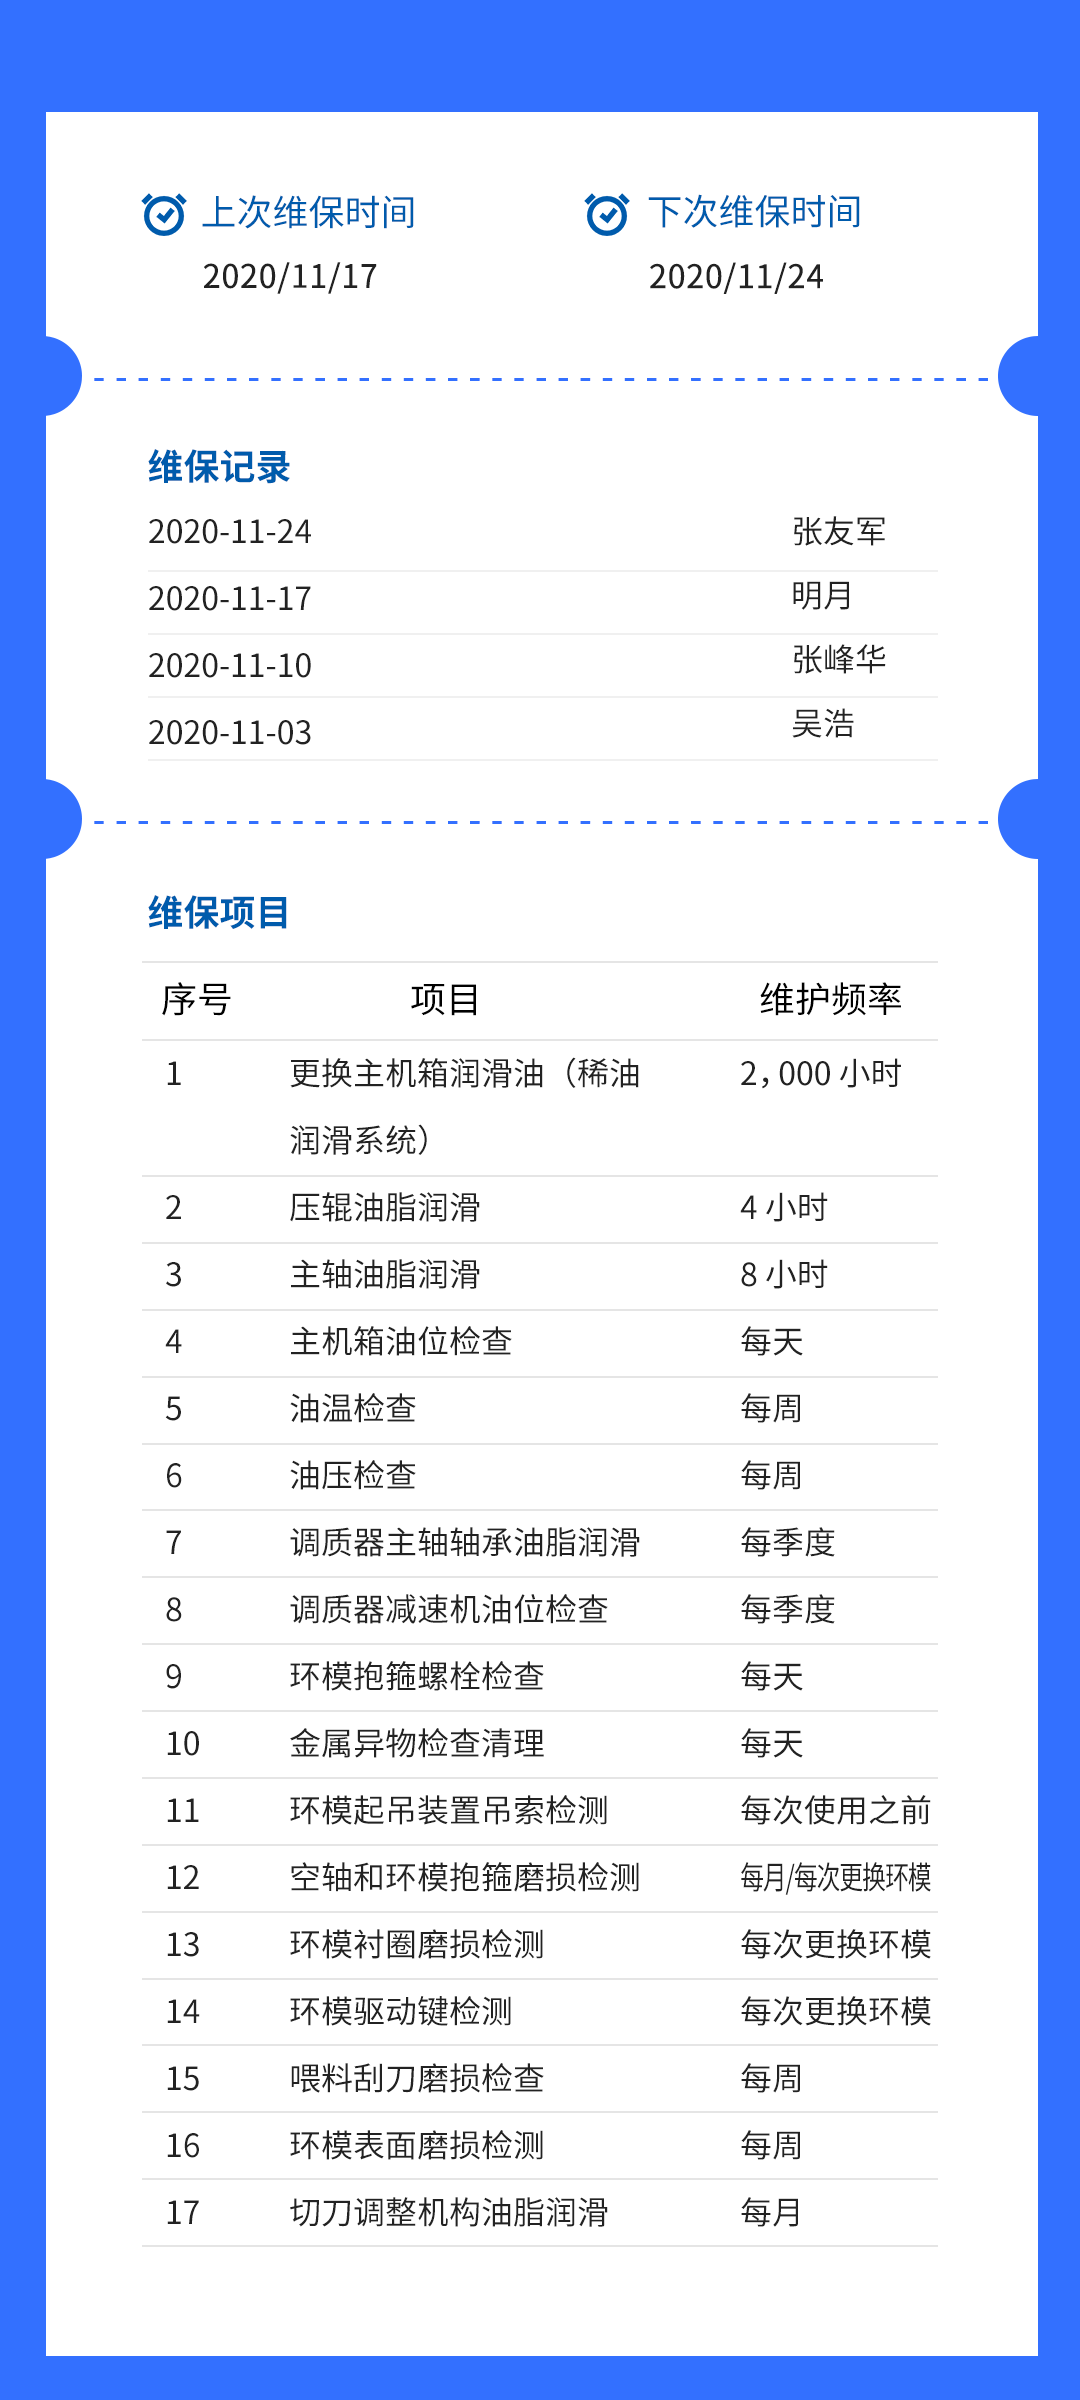 上次维保时间 下次维保时间
2020/11/17 2020/11/24
维保记录
2020-11-24 张友军
2020-11-17 明月
2020-11-10 张峰华
2020-11-03 吴浩
维保项目
序号 项目 维护频率
1 更换主机箱润滑油（稀油 2，000 小时
润滑系统）
2 压辊油脂润滑 4 小时
3 主轴油脂润滑 8 小时
4 主机箱油位检查 每天
5 油温检查 每周
6 油压检查 每周
7 调质器主轴轴承油脂润滑 每季度
8 调质器减速机油位检查 每季度
9 环模抱箍螺栓检查 每天
10 金属异物检查清理 每天
11 环模起吊装置吊索检测 每次使用之前
12 空轴和环模抱箍磨损检测 每月/每次更换环模
13 环模衬圈磨损检测 每次更换环模
14 环模驱动键检测 每次更换环模
15 喂料刮刀磨损检查 每周
16 环模表面磨损检测 每周
17 切刀调整机构油脂润滑 每月